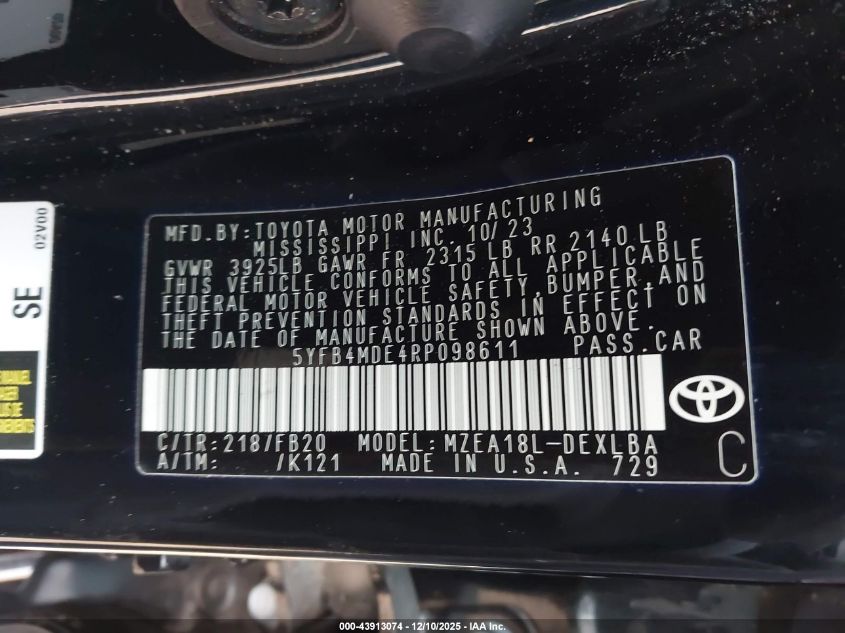 MFD. BY: TOYOTA MOTOR MANUFACTURING
MISSISSIPPI INC. 10/23
GVWR 3925LB GAWR FR 2315 LB RR 2140 LB
THIS VEHICLE CONFORMS TO ALL APPLICABLE
FEDERAL MOTOR VEHICLE SAFETY, BUMPER, AND
THEFT PREVENTION STANDARDS IN EFFECT ON
THE DATE OF MANUFACTURE SHOWN ABOVE.
5YFB4MDE4RP098611 PASS. CAR
C/TR: 218/FB20 MODEL: MZEA18L-DEXLBA
A/TM: /K121 MADE IN U.S.A. 729
C
02V00
SE
000-43913074 - 12/10/2025 - IAA Inc.